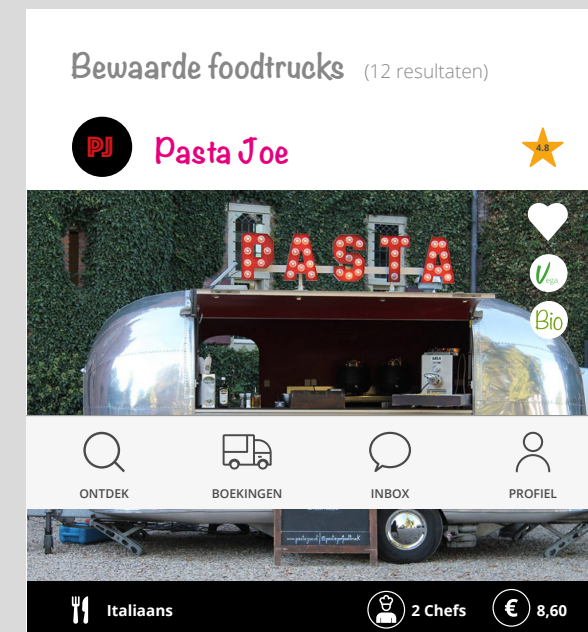 Bewaarde foodtrucks (12 resultaten)
PJ
Pasta Joe
4.8
PASTA
Vega
Bio
ONTDEK BOEKINGEN INBOX PROFIEL
Italiaans
2 Chefs
€ 8,60